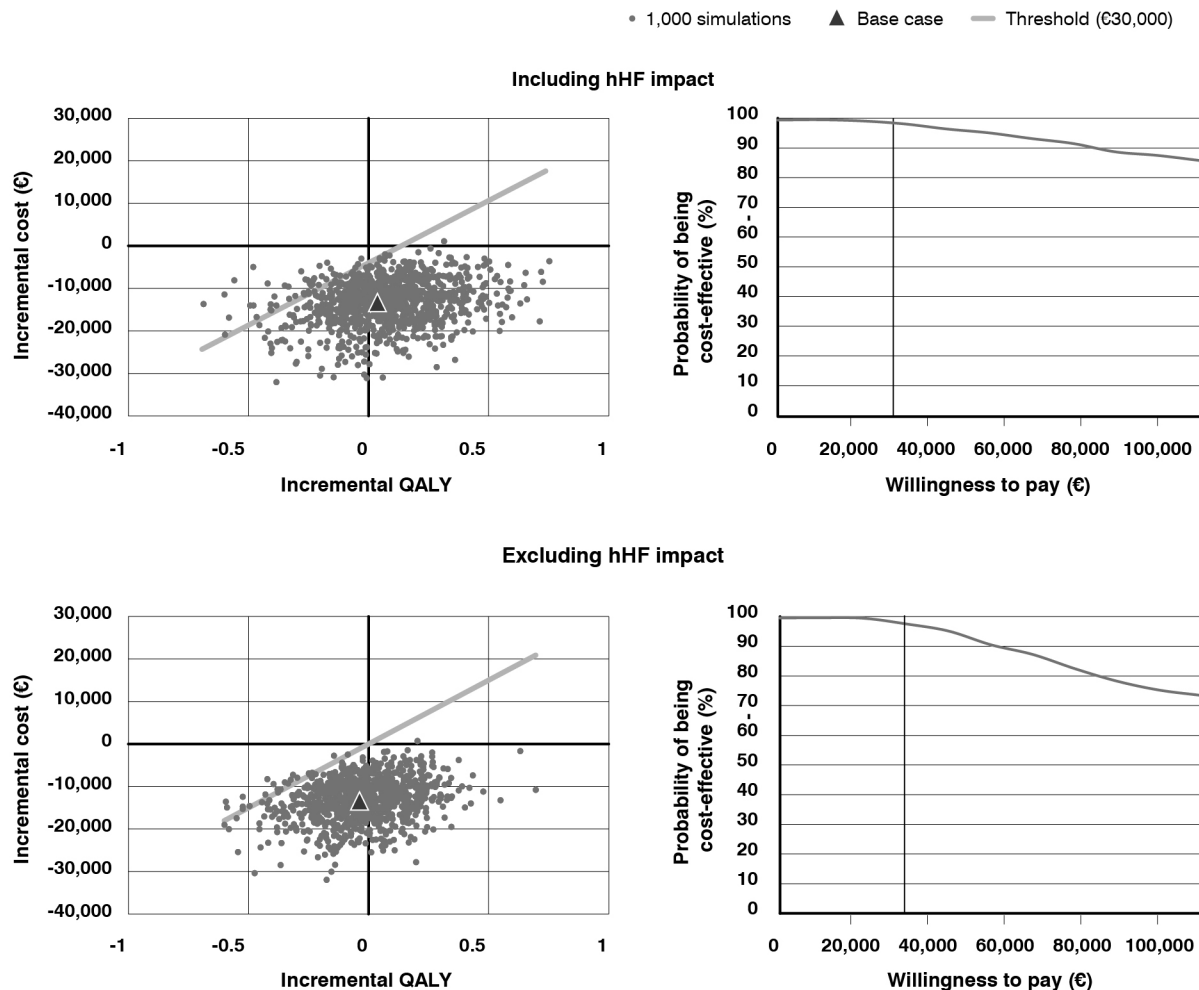 1,000 simulations Base case Threshold (€30,000)
Including hHF impact
Incremental cost (€)
30,000
20,000
10,000
0
-10,000
-20,000
-30,000
-40,000
-1 -0.5 0 0.5 1
Incremental QALY
Probability of being
cost-effective (%)
100
90
80
70
60
50
40
30
20
10
0
0 20,000 40,000 60,000 80,000 100,000
Willingness to pay (€)
Excluding hHF impact
Incremental cost (€)
30,000
20,000
10,000
0
-10,000
-20,000
-30,000
-40,000
-1 -0.5 0 0.5 1
Incremental QALY
Probability of being
cost-effective (%)
100
90
80
70
60
50
40
30
20
10
0
0 20,000 40,000 60,000 80,000 100,000
Willingness to pay (€)